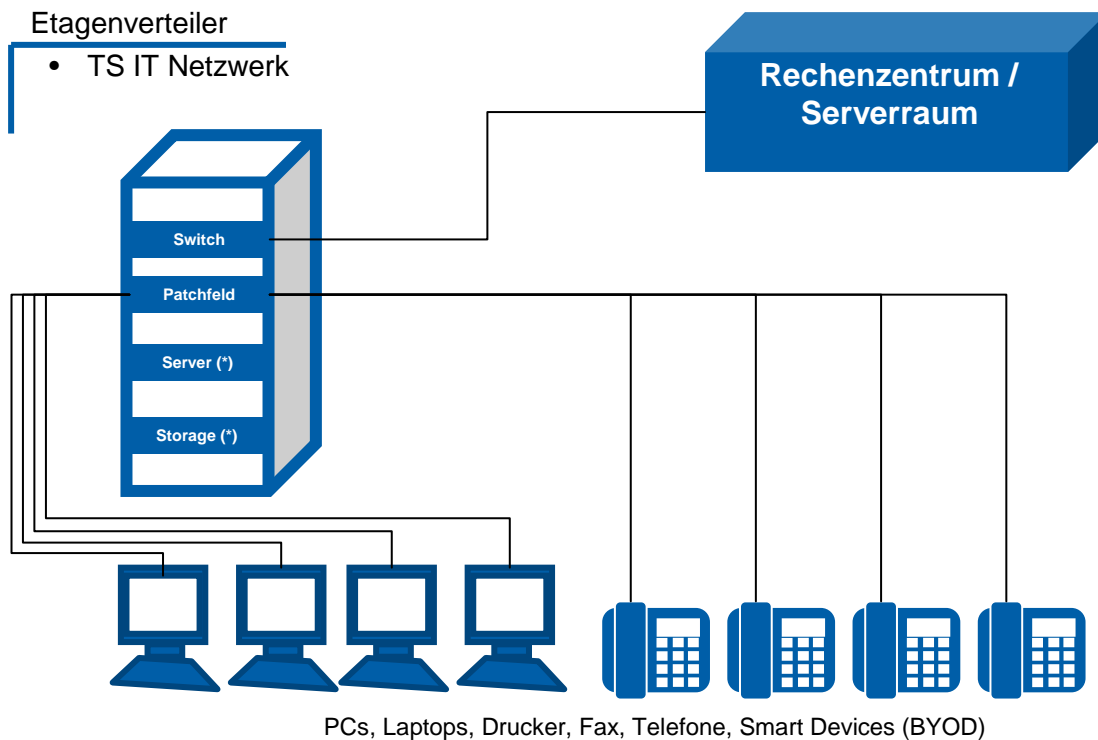 Etagenverteiler
• TS IT Netzwerk
Rechenzentrum /
Serverraum
Switch
Patchfeld
Server (*)
Storage (*)
PCs, Laptops, Drucker, Fax, Telefone, Smart Devices (BYOD)